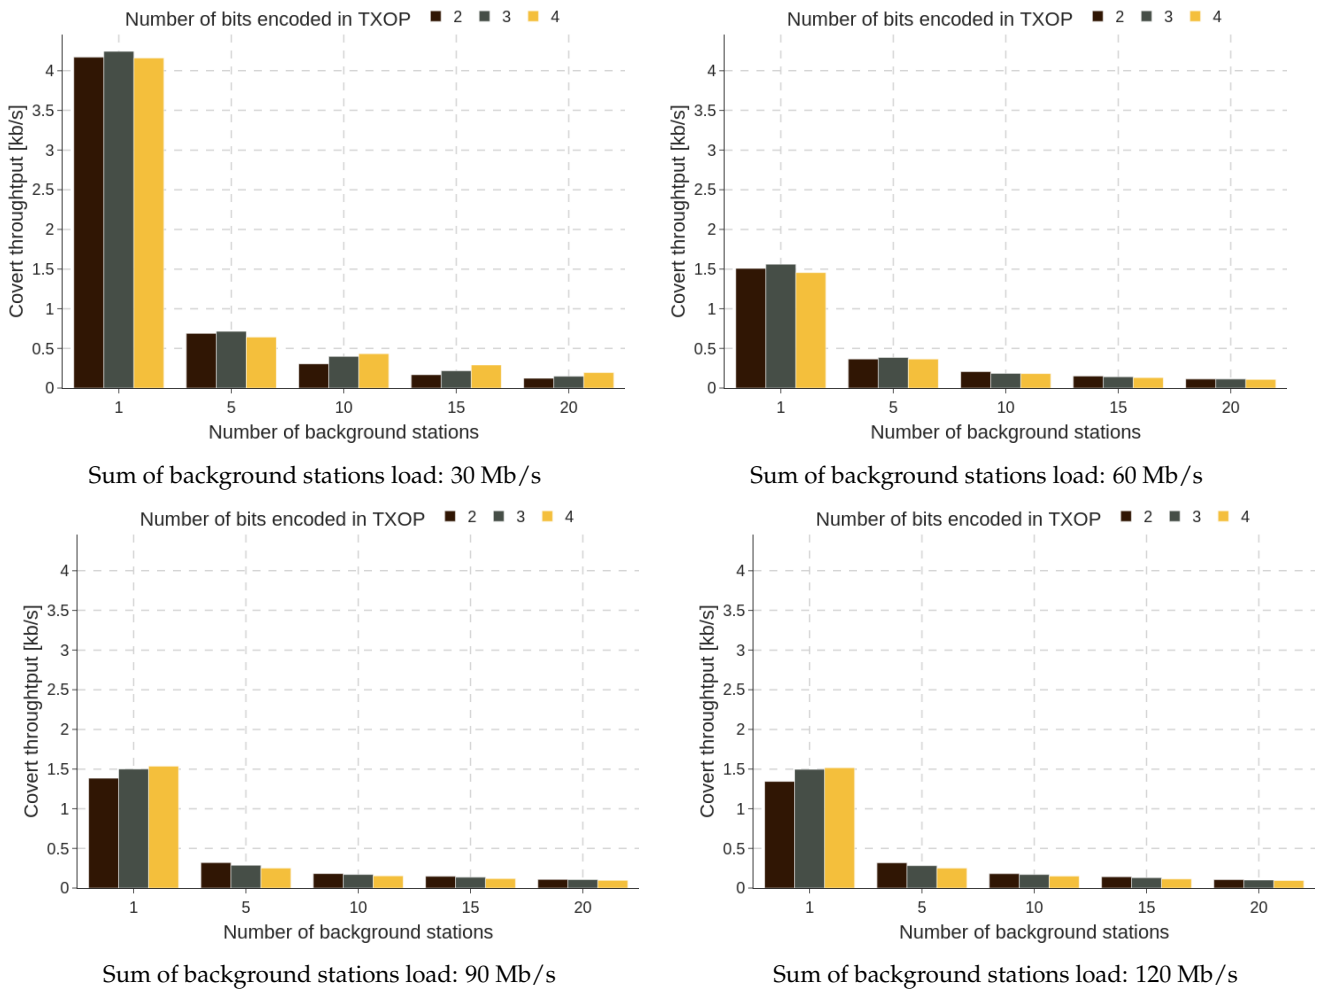 Number of bits encoded in TXOP 2 3 4
Covert throughtput [kb/s]
4
3.5
3
2.5
2
1.5
1
0.5
0
1 5 10 15 20
Number of background stations
Sum of background stations load: 30 Mb/s
Number of bits encoded in TXOP 2 3 4
Covert throughtput [kb/s]
4
3.5
3
2.5
2
1.5
1
0.5
0
1 5 10 15 20
Number of background stations
Sum of background stations load: 60 Mb/s
Number of bits encoded in TXOP 2 3 4
Covert throughtput [kb/s]
4
3.5
3
2.5
2
1.5
1
0.5
0
1 5 10 15 20
Number of background stations
Sum of background stations load: 90 Mb/s
Number of bits encoded in TXOP 2 3 4
Covert throughtput [kb/s]
4
3.5
3
2.5
2
1.5
1
0.5
0
1 5 10 15 20
Number of background stations
Sum of background stations load: 120 Mb/s